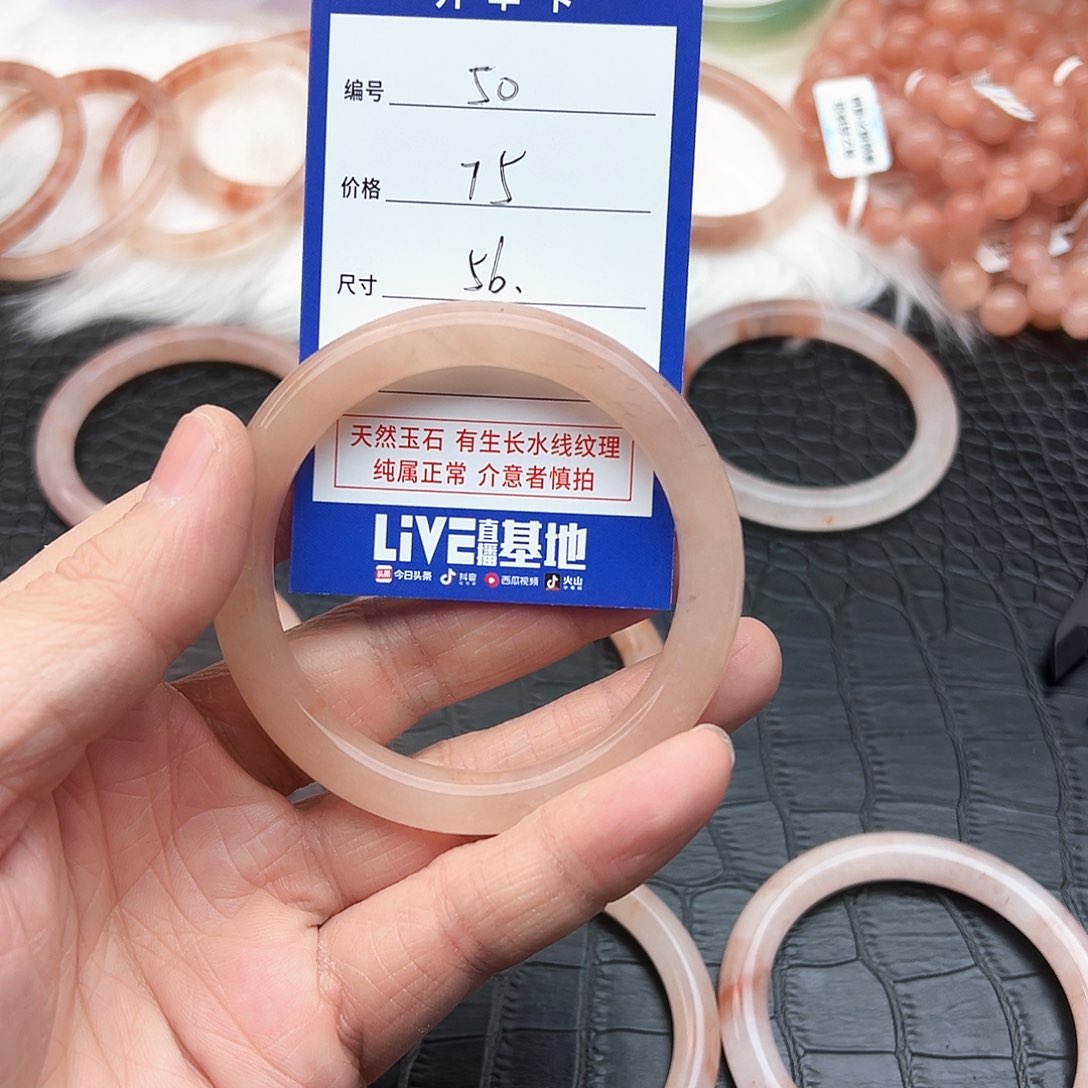 编号 50
价格 75
尺寸 56.
天然玉石 有生长水线纹理
纯属正常 介意者慎拍
LiVE直播基地
今日头条 抖音 西瓜视频 火山